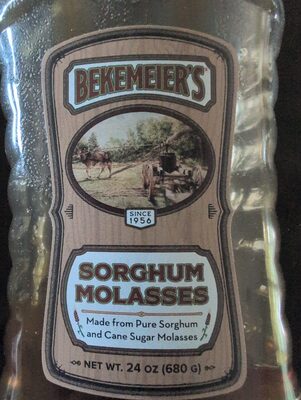 BEKEMEIER'S
SINCE
1956
SORGHUM
MOLASSES
Made from Pure Sorghum
and Cane Sugar Molasses
NET WT. 24 OZ (680 g)